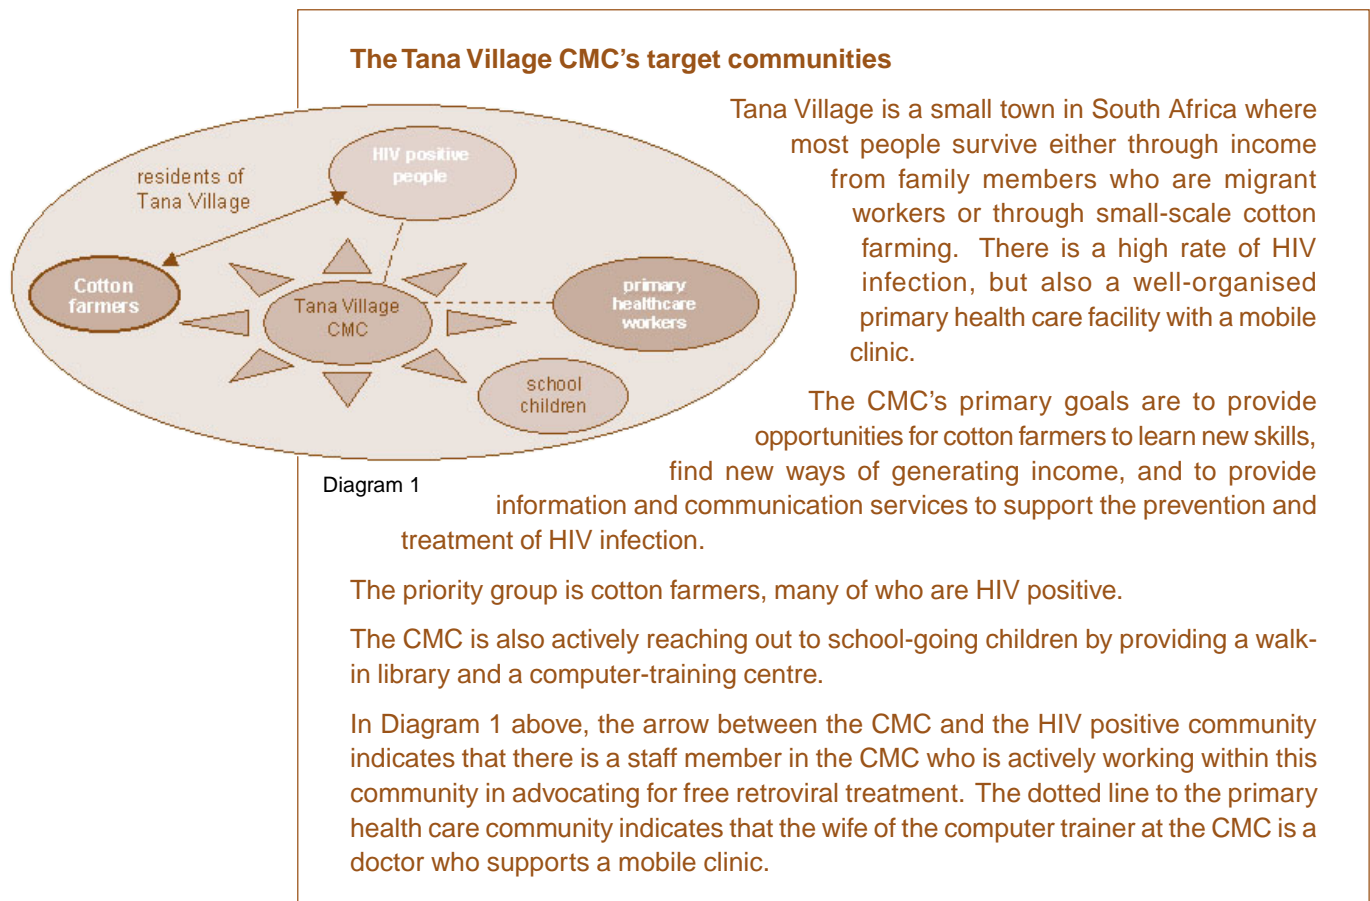 The Tana Village CMC’s target communities
HIV positive
people
residents of
Tana Village
Cotton
farmers
Tana Village
CMC
primary
healthcare
workers
school
children
Diagram 1
Tana Village is a small town in South Africa where
most people survive either through income
from family members who are migrant
workers or through small-scale cotton
farming. There is a high rate of HIV
infection, but also a well-organised
primary health care facility with a mobile
clinic.
The CMC’s primary goals are to provide
opportunities for cotton farmers to learn new skills,
find new ways of generating income, and to provide
information and communication services to support the prevention and
treatment of HIV infection.
The priority group is cotton farmers, many of who are HIV positive.
The CMC is also actively reaching out to school-going children by providing a walk-
in library and a computer-training centre.
In Diagram 1 above, the arrow between the CMC and the HIV positive community
indicates that there is a staff member in the CMC who is actively working within this
community in advocating for free retroviral treatment. The dotted line to the primary
health care community indicates that the wife of the computer trainer at the CMC is a
doctor who supports a mobile clinic.